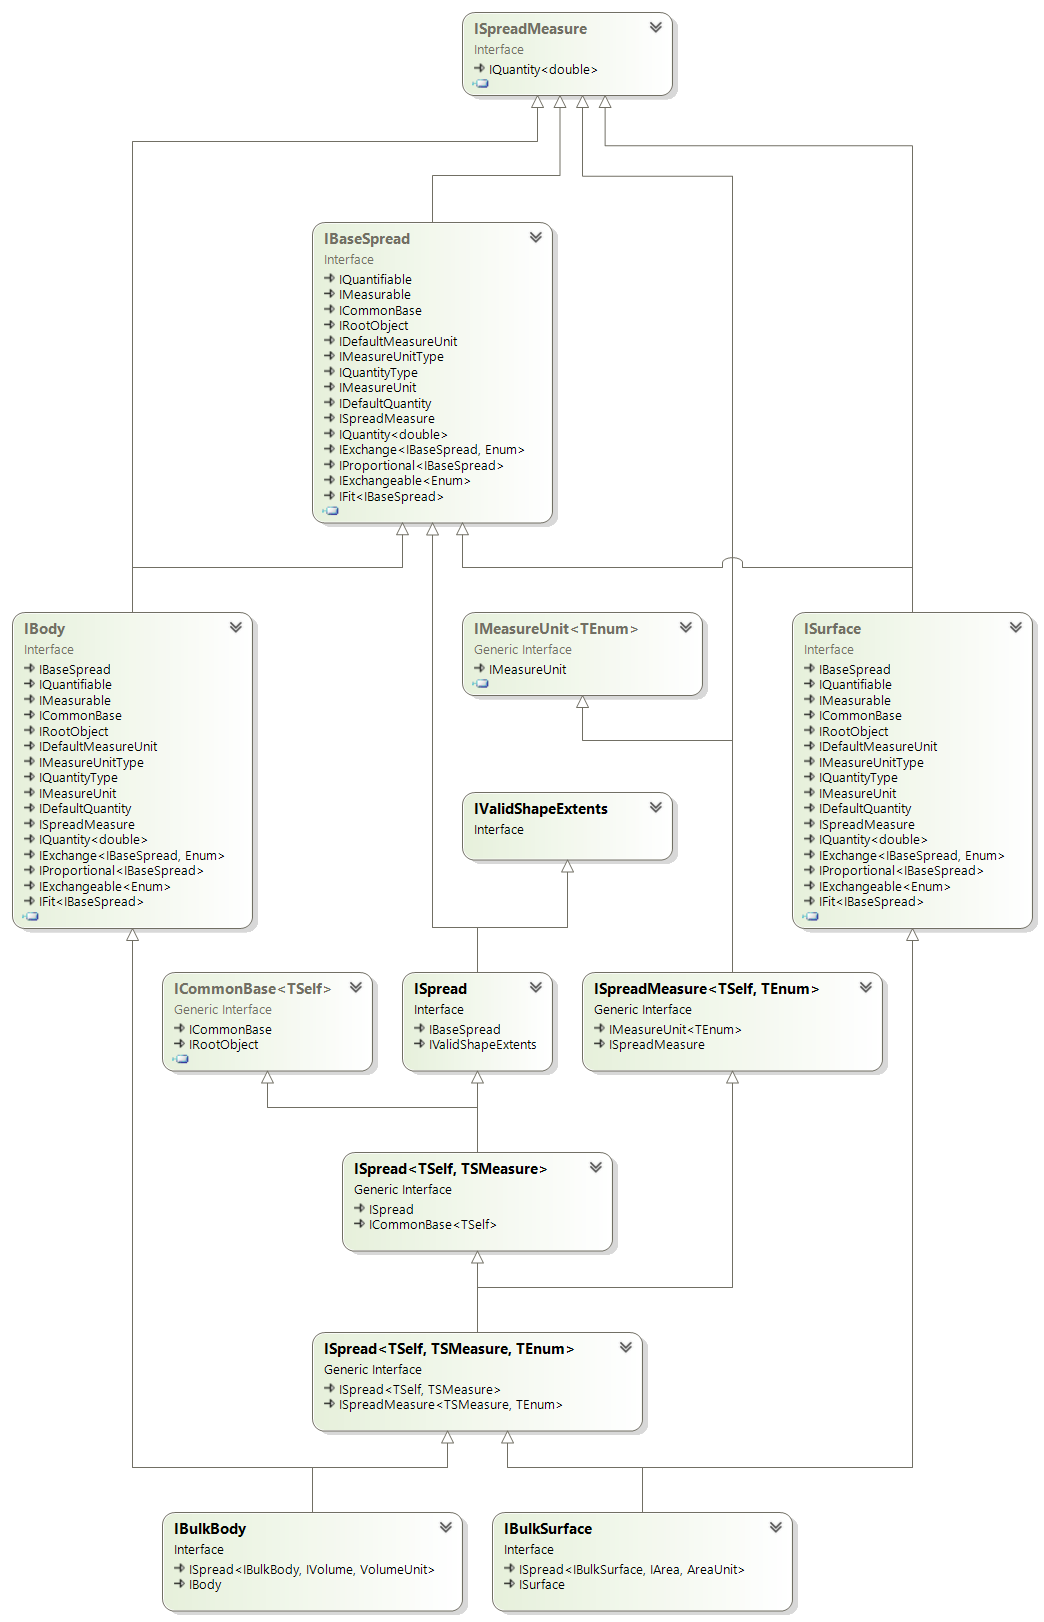 ISpreadMeasure
Interface
IQuantity<double>
IBaseSpread
Interface
IQuantifiable
IMeasurable
ICommonBase
IRootObject
IDefaultMeasureUnit
IMeasureUnitType
IQuantityType
IMeasureUnit
IDefaultQuantity
ISpreadMeasure
IQuantity<double>
IExchange<IBaseSpread, Enum>
IProportional<IBaseSpread>
IExchangeable<Enum>
IFit<IBaseSpread>
IBody
Interface
IBaseSpread
IQuantifiable
IMeasurable
ICommonBase
IRootObject
IDefaultMeasureUnit
IMeasureUnitType
IQuantityType
IMeasureUnit
IDefaultQuantity
ISpreadMeasure
IQuantity<double>
IExchange<IBaseSpread, Enum>
IProportional<IBaseSpread>
IExchangeable<Enum>
IFit<IBaseSpread>
IMeasureUnit<TEnum>
Generic Interface
IMeasureUnit
ISurface
Interface
IBaseSpread
IQuantifiable
IMeasurable
ICommonBase
IRootObject
IDefaultMeasureUnit
IMeasureUnitType
IQuantityType
IMeasureUnit
IDefaultQuantity
ISpreadMeasure
IQuantity<double>
IExchange<IBaseSpread, Enum>
IProportional<IBaseSpread>
IExchangeable<Enum>
IFit<IBaseSpread>
IValidShapeExtents
Interface
ICommonBase<TSelf>
Generic Interface
ICommonBase
IRootObject
ISpread
Interface
IBaseSpread
IValidShapeExtents
ISpreadMeasure<TSelf, TEnum>
Generic Interface
IMeasureUnit<TEnum>
ISpreadMeasure
ISpread<TSelf, TSMeasure>
Generic Interface
ISpread
ICommonBase<TSelf>
ISpread<TSelf, TSMeasure, TEnum>
Generic Interface
ISpread<TSelf, TSMeasure>
ISpreadMeasure<TSMeasure, TEnum>
IBulkBody
Interface
ISpread<IBulkBody, IVolume, VolumeUnit>
IBody
IBulkSurface
Interface
ISpread<IBulkSurface, IArea, AreaUnit>
ISurface